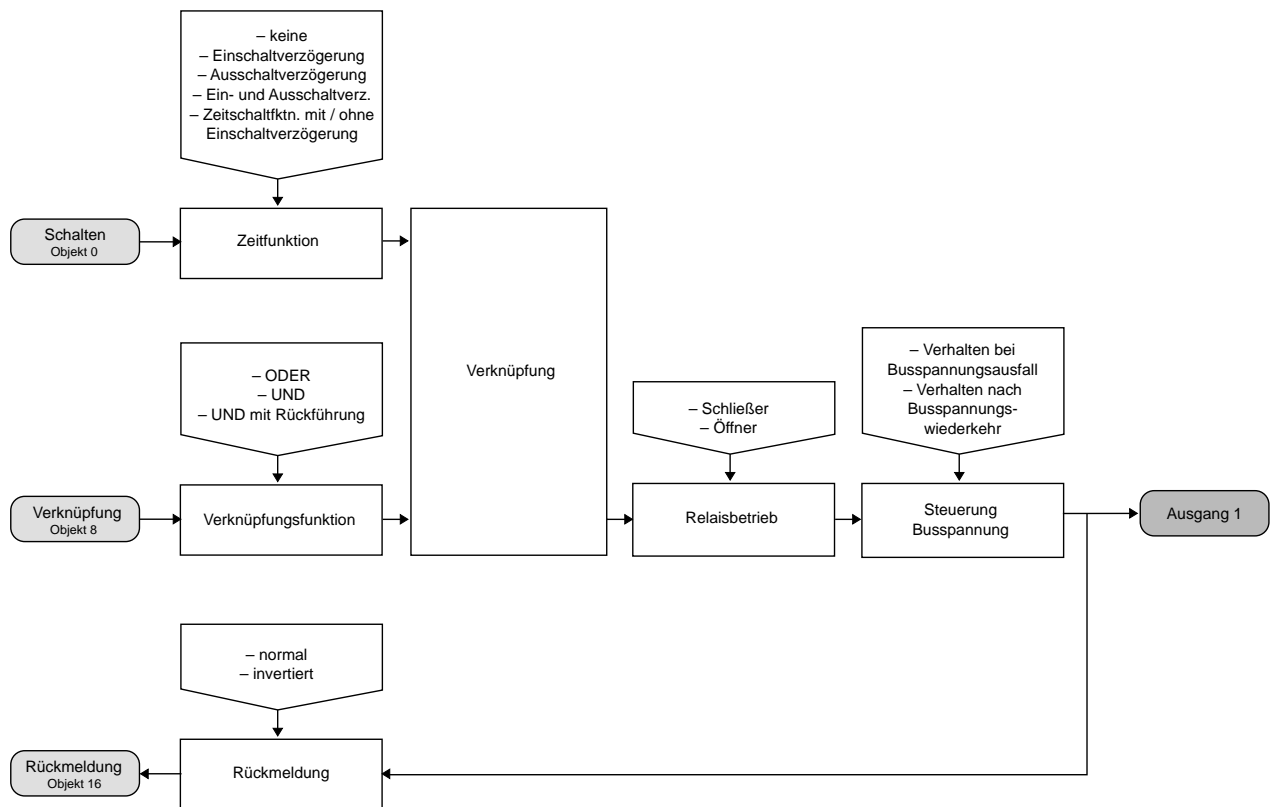 – keine
– Einschaltverzögerung
– Ausschaltverzögerung
– Ein- und Ausschaltverz.
– Zeitschaltfktn. mit / ohne
Einschaltverzögerung
Schalten
Objekt 0
Zeitfunktion
Verknüpfung
– ODER
– UND
– UND mit Rückführung
– Schließer
– Öffner
– Verhalten bei
Busspannungsausfall
– Verhalten nach
Busspannungs-
wiederkehr
Verknüpfung
Objekt 8
Verknüpfungsfunktion
Relaisbetrieb
Steuerung
Busspannung
Ausgang 1
– normal
– invertiert
Rückmeldung
Objekt 16
Rückmeldung